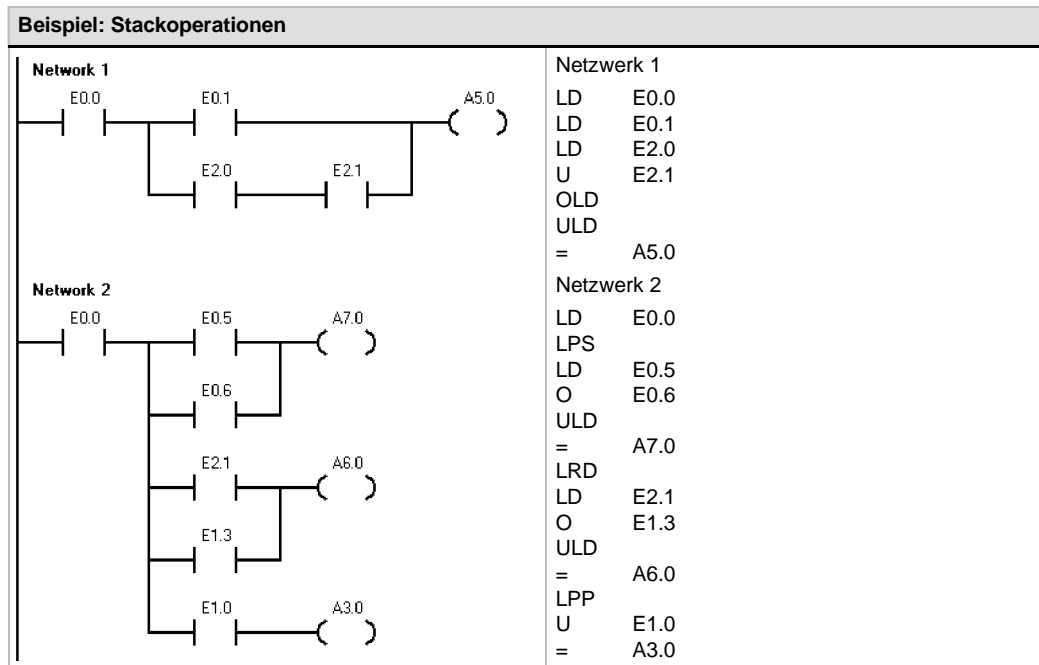 Beispiel: Stackoperationen
Network 1
E0.0 E0.1 A5.0
E2.0 E2.1
Network 2
E0.0 E0.5 A7.0
E0.6
E2.1 A6.0
E1.3
E1.0 A3.0
Netzwerk 1
LD E0.0
LD E0.1
LD E2.0
U E2.1
OLD
ULD
= A5.0
Netzwerk 2
LD E0.0
LPS
LD E0.5
O E0.6
ULD
= A7.0
LRD
LD E2.1
O E1.3
ULD
= A6.0
LPP
U E1.0
= A3.0